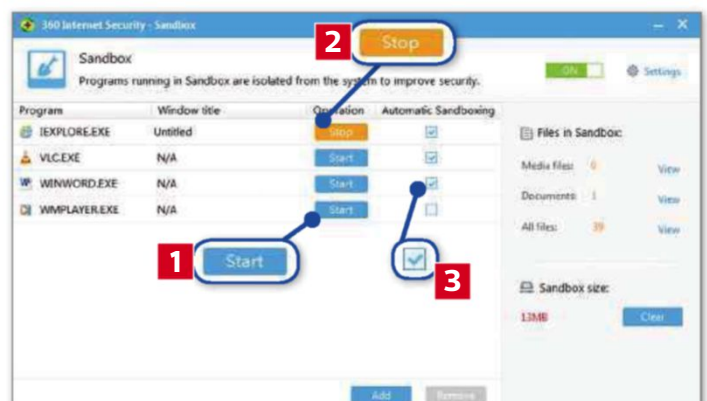 360 Internet Security - Sandbox
2
Stop
Sandbox
Programs running in Sandbox are isolated from the system to improve security.
ON
Settings
Program Window title Operation Automatic Sandboxing
IEXPLORE.EXE Untitled Stop
VLC.EXE N/A Start
WINWORD.EXE N/A Start
WMPLAYER.EXE N/A Start
1
Start
3
Files in Sandbox:
Media files: 0 View
Documents: 1 View
All files: 39 View
Sandbox size:
13MB Clear
Add Remove